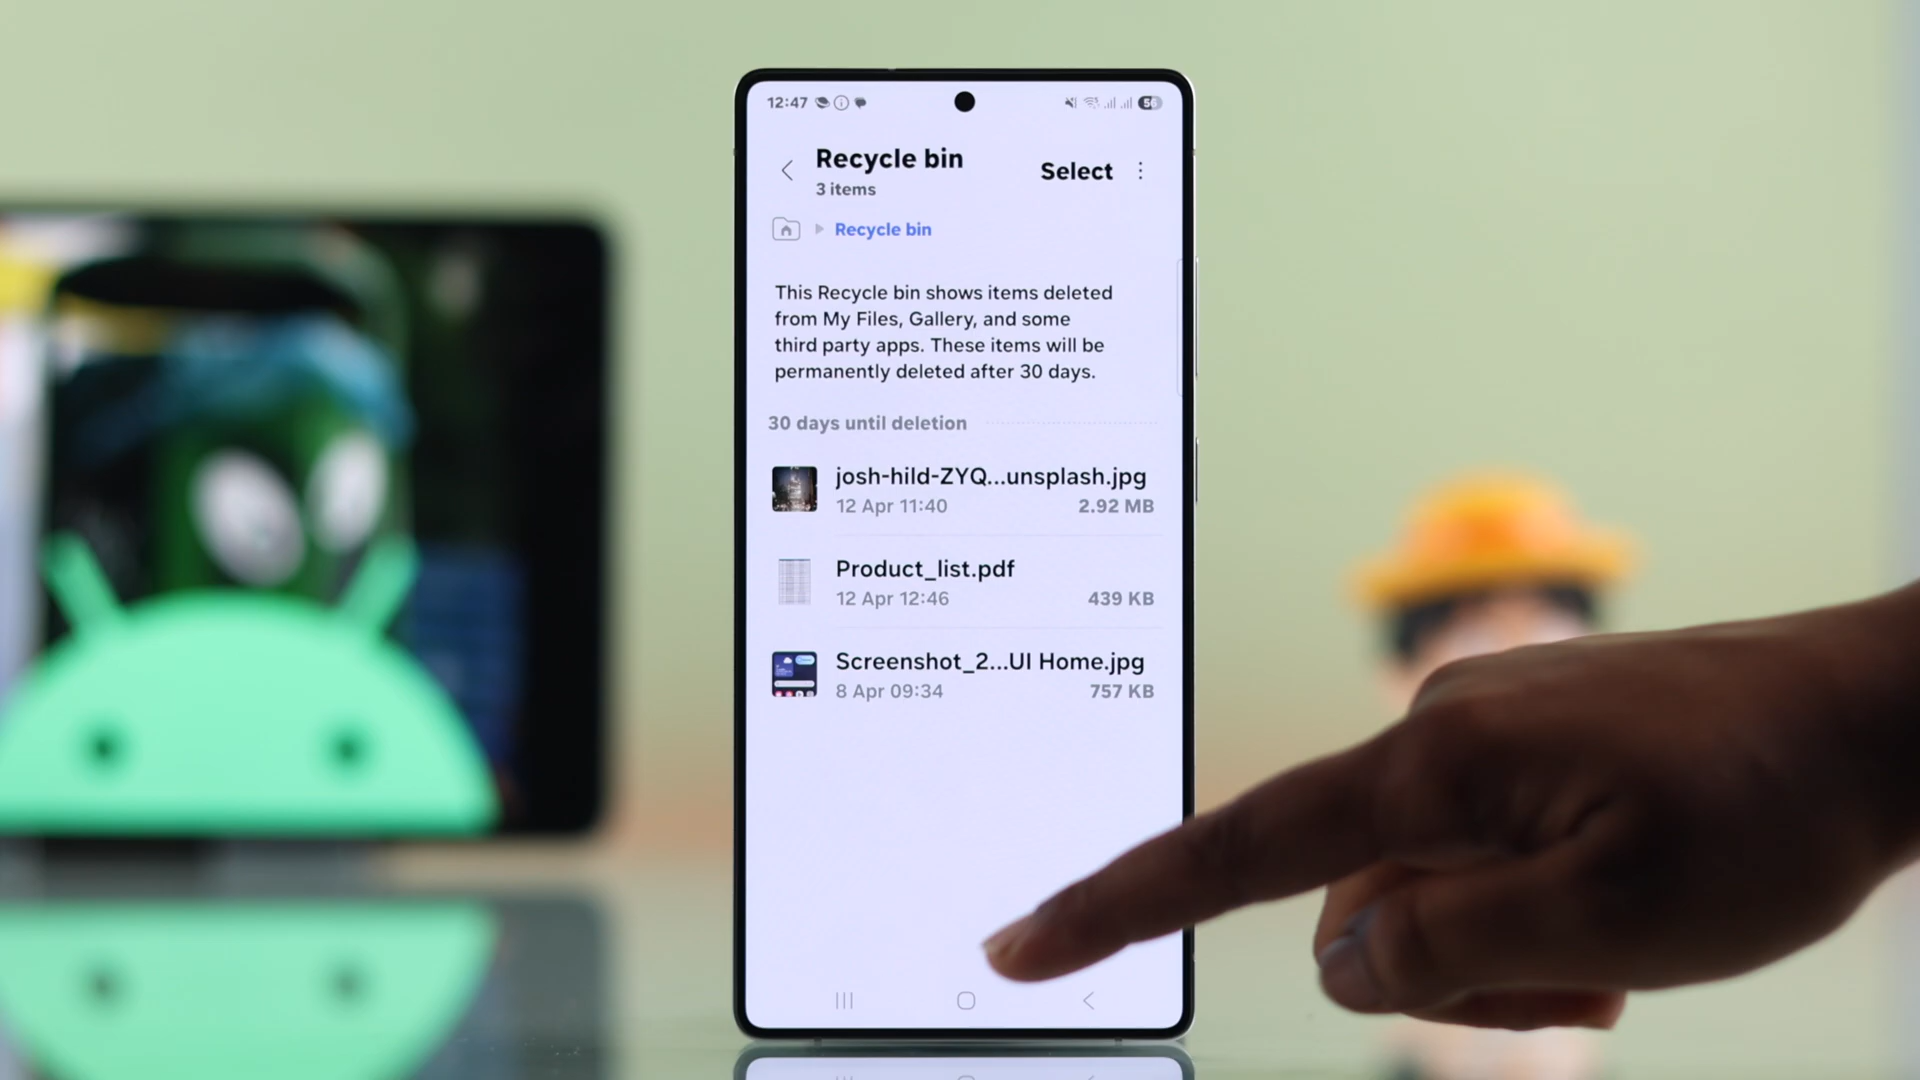 12:47
56
Recycle bin
3 items
Select
Recycle bin
This Recycle bin shows items deleted
from My Files, Gallery, and some
third party apps. These items will be
permanently deleted after 30 days.
30 days until deletion
josh-hild-ZYQ...unsplash.jpg
12 Apr 11:40
2.92 MB
Product_list.pdf
12 Apr 12:46
439 KB
Screenshot_2...UI Home.jpg
8 Apr 09:34
757 KB